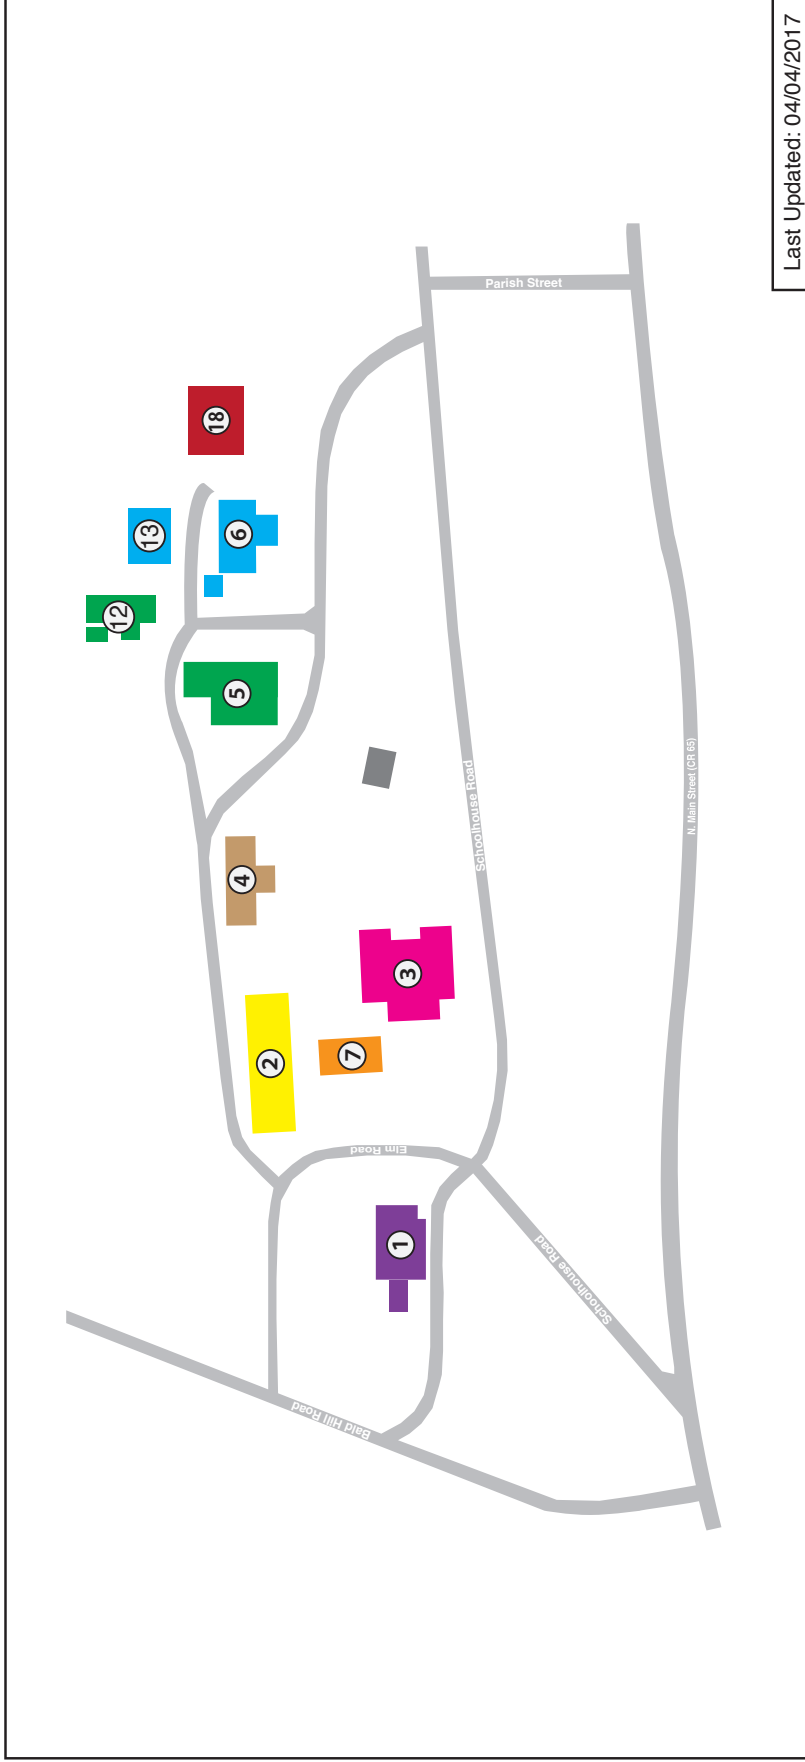 Last Updated: 04/04/2017
Parish Street
18
13
6
12
5
4
Schoolhouse Road
N. Main Street (CR 65)
3
2
7
Elm Road
1
Schoolhouse Road
Bald Hill Road